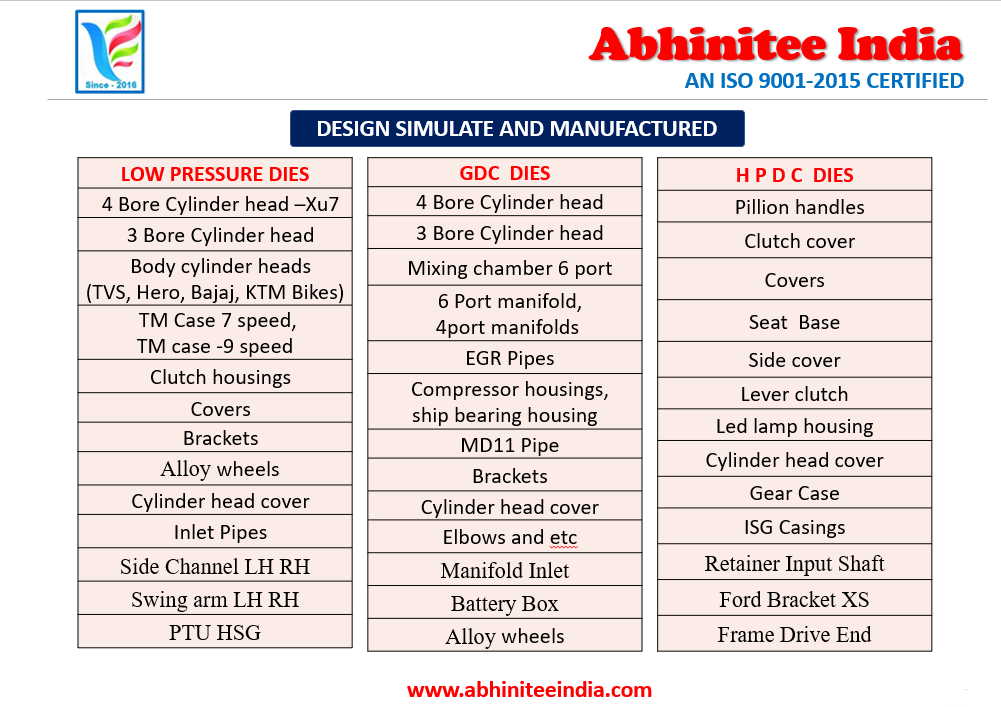 Since - 2016
Abhinitee India
AN ISO 9001-2015 CERTIFIED
DESIGN SIMULATE AND MANUFACTURED
LOW PRESSURE DIES
4 Bore Cylinder head –Xu7
3 Bore Cylinder head
Body cylinder heads
(TVS, Hero, Bajaj, KTM Bikes)
TM Case 7 speed,
TM case -9 speed
Clutch housings
Covers
Brackets
Alloy wheels
Cylinder head cover
Inlet Pipes
Side Channel LH RH
Swing arm LH RH
PTU HSG
GDC DIES
4 Bore Cylinder head
3 Bore Cylinder head
Mixing chamber 6 port
6 Port manifold,
4port manifolds
EGR Pipes
Compressor housings,
ship bearing housing
MD11 Pipe
Brackets
Cylinder head cover
Elbows and etc
Manifold Inlet
Battery Box
Alloy wheels
H P D C DIES
Pillion handles
Clutch cover
Covers
Seat Base
Side cover
Lever clutch
Led lamp housing
Cylinder head cover
Gear Case
ISG Casings
Retainer Input Shaft
Ford Bracket XS
Frame Drive End
www.abhiniteeindia.com